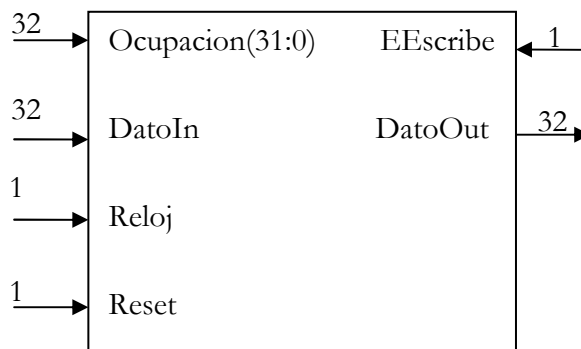 32 Ocupacion(31:0) EEscribe 1
32 DatoIn DatoOut 32
1 Reloj
1 Reset